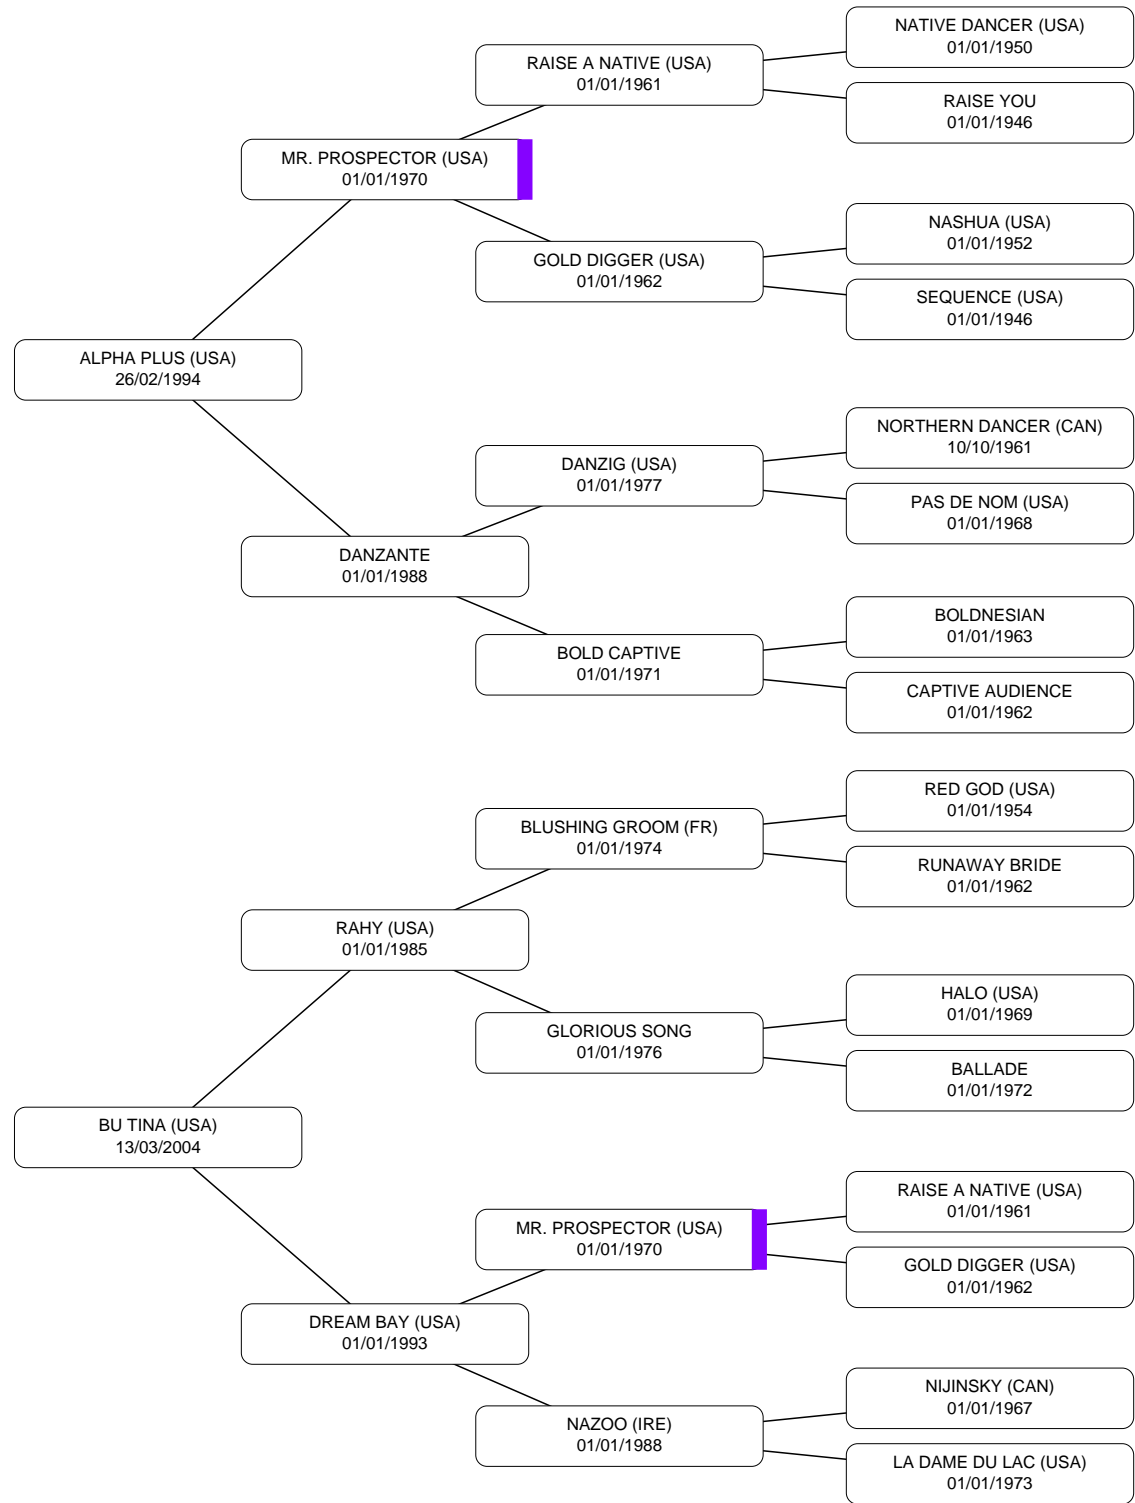 NATIVE DANCER (USA)
01/01/1950
RAISE A NATIVE (USA)
01/01/1961
RAISE YOU
01/01/1946
MR. PROSPECTOR (USA)
01/01/1970
NASHUA (USA)
01/01/1952
GOLD DIGGER (USA)
01/01/1962
SEQUENCE (USA)
01/01/1946
ALPHA PLUS (USA)
26/02/1994
NORTHERN DANCER (CAN)
10/10/1961
DANZIG (USA)
01/01/1977
PAS DE NOM (USA)
01/01/1968
DANZANTE
01/01/1988
BOLDNESIAN
01/01/1963
BOLD CAPTIVE
01/01/1971
CAPTIVE AUDIENCE
01/01/1962
RED GOD (USA)
01/01/1954
BLUSHING GROOM (FR)
01/01/1974
RUNAWAY BRIDE
01/01/1962
RAHY (USA)
01/01/1985
HALO (USA)
01/01/1969
GLORIOUS SONG
01/01/1976
BALLADE
01/01/1972
BU TINA (USA)
13/03/2004
RAISE A NATIVE (USA)
01/01/1961
MR. PROSPECTOR (USA)
01/01/1970
GOLD DIGGER (USA)
01/01/1962
DREAM BAY (USA)
01/01/1993
NIJINSKY (CAN)
01/01/1967
NAZOO (IRE)
01/01/1988
LA DAME DU LAC (USA)
01/01/1973